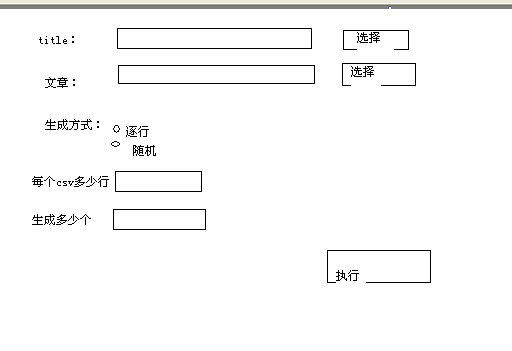 title： 选择
文章： 选择
生成方式： 逐行
随机
每个csv多少行
生成多少个
执行